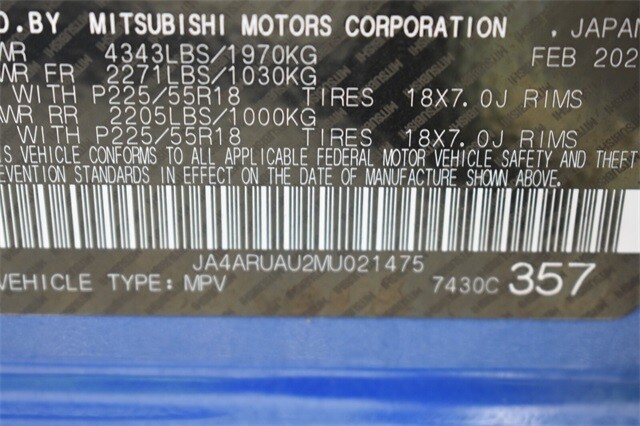 D.BY MITSUBISHI MOTORS CORPORATION . JAPAN
WR 4343LBS/1970KG FEB 202
WR FR 2271LBS/1030KG
WITH P225/55R18 TIRES 18X7.0J RIMS
AWR RR 2205LBS/1000KG
WITH P225/55R18 TIRES 18X7.0J RIMS
IS VEHICLE CONFORMS TO ALL APPLICABLE FEDERAL MOTOR VEHICLE SAFETY AND THEFT
EVENTION STANDARDS IN EFFECT ON THE DATE OF MANUFACTURE SHOWN ABOVE.
JA4ARUAU2MU021475
VEHICLE TYPE: MPV 7430C 357